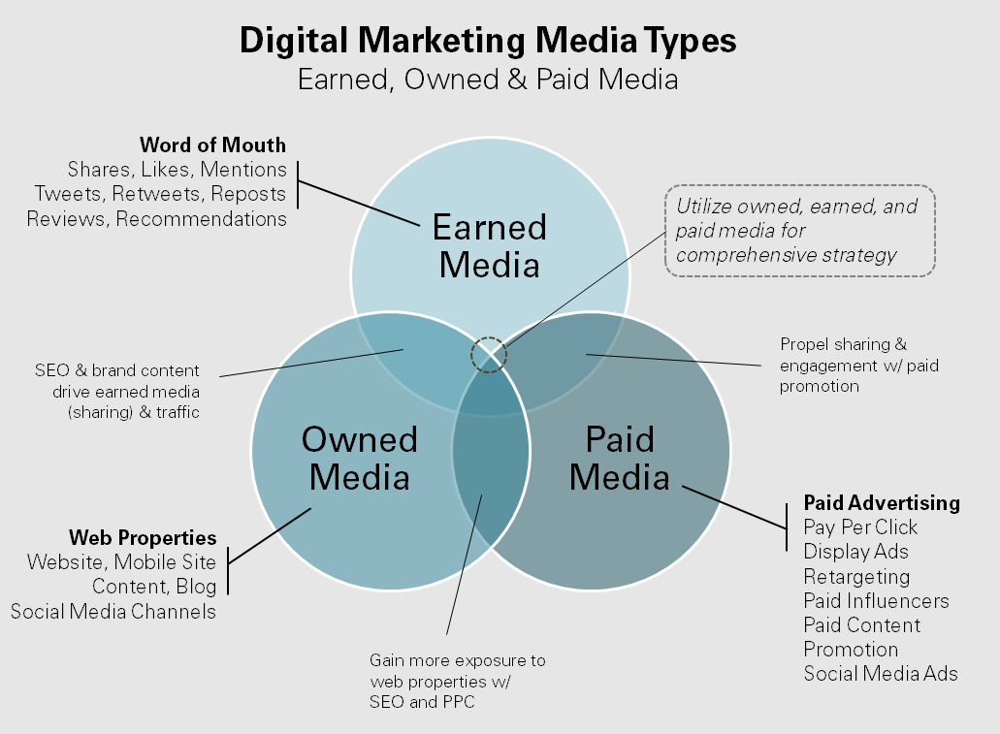 Digital Marketing Media Types
Earned, Owned & Paid Media
Word of Mouth
Shares, Likes, Mentions
Tweets, Retweets, Reposts
Reviews, Recommendations
Earned
Media
Utilize owned, earned, and
paid media for
comprehensive strategy
SEO & brand content
drive earned media
(sharing) & traffic
Propel sharing &
engagement w/ paid
promotion
Owned
Media
Paid
Media
Web Properties
Website, Mobile Site
Content, Blog
Social Media Channels
Gain more exposure to
web properties w/
SEO and PPC
Paid Advertising
Pay Per Click
Display Ads
Retargeting
Paid Influencers
Paid Content
Promotion
Social Media Ads